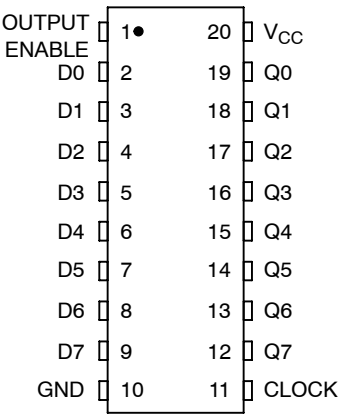 OUTPUT ENABLE 1 20 VCC
D0 2 19 Q0
D1 3 18 Q1
D2 4 17 Q2
D3 5 16 Q3
D4 6 15 Q4
D5 7 14 Q5
D6 8 13 Q6
D7 9 12 Q7
GND 10 11 CLOCK